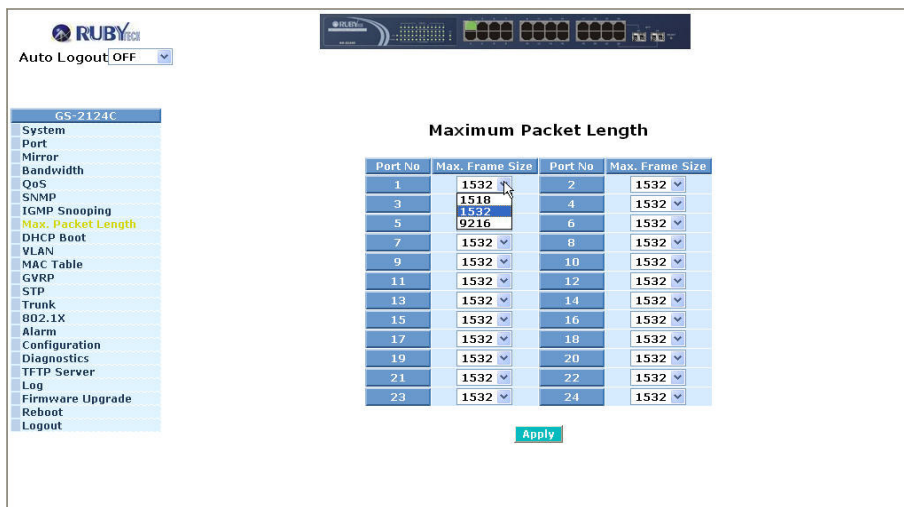 RUBYTECH
RUBYTECH
Auto Logout OFF
GS-2124C
System
Port
Mirror
Bandwidth
QoS
SNMP
IGMP Snooping
Max. Packet Length
DHCP Boot
VLAN
MAC Table
GVRP
STP
Trunk
802.1X
Alarm
Configuration
Diagnostics
TFTP Server
Log
Firmware Upgrade
Reboot
Logout
Maximum Packet Length
Port No Max. Frame Size Port No Max. Frame Size
1 1532 2 1532
1518
1532
9216
3 4 1532
5 6 1532
7 1532 8 1532
9 1532 10 1532
11 1532 12 1532
13 1532 14 1532
15 1532 16 1532
17 1532 18 1532
19 1532 20 1532
21 1532 22 1532
23 1532 24 1532
Apply